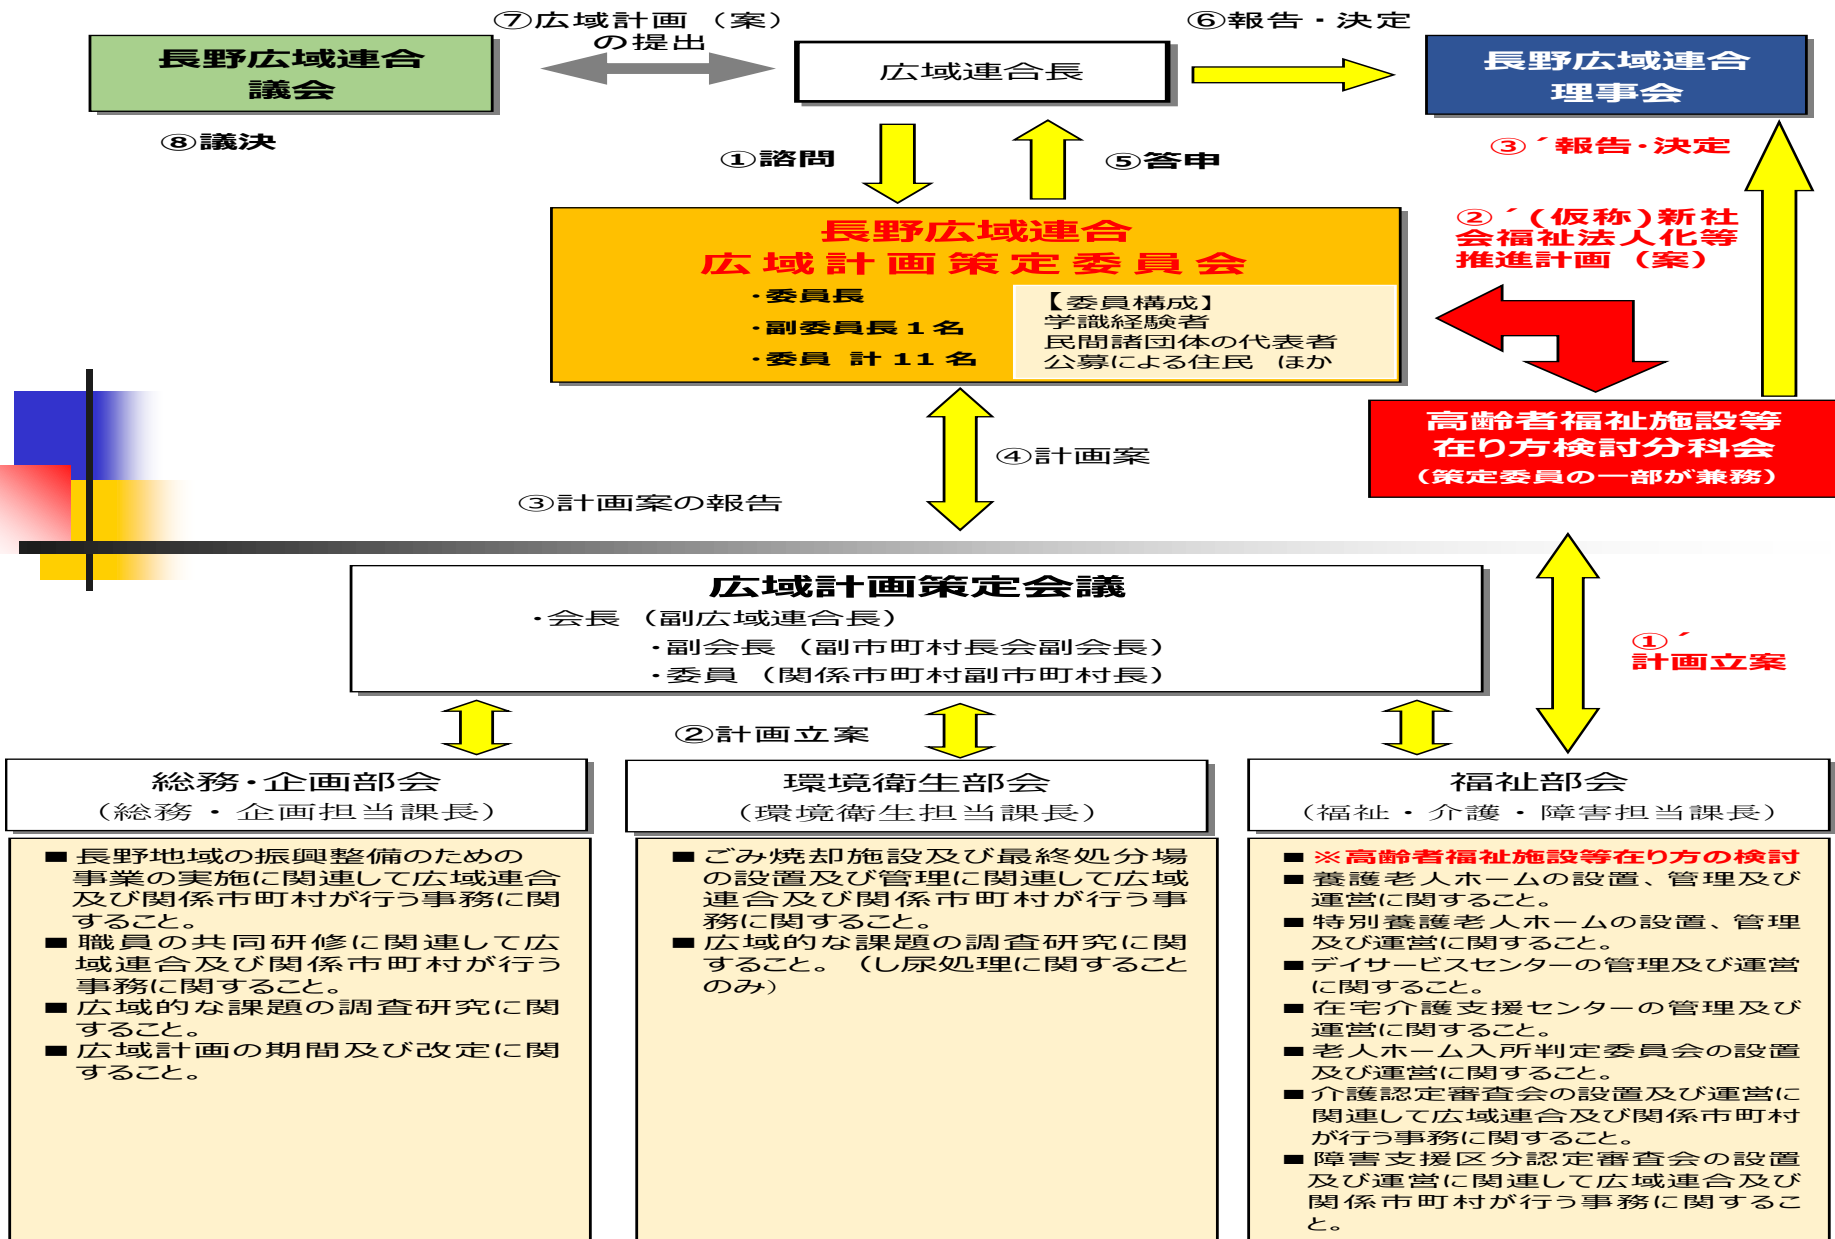 ⑦広域計画（案）
の提出
⑥報告・決定
長野広域連合
議会
広域連合長
長野広域連合
理事会
⑧議決
①諮問
⑤答申
③´報告・決定
②´(仮称)新社
会福祉法人化等
推進計画（案）
長野広域連合
広域計画策定委員会
・委員長
・副委員長１名
・委員 計 11 名
【委員構成】
学識経験者
民間諸団体の代表者
公募による住民　ほか
高齢者福祉施設等
在り方検討分科会
（策定委員の一部が兼務）
④計画案
③計画案の報告
広域計画策定会議
・会長（副広域連合長）
・副会長（副市町村長会副会長）
・委員（関係市町村副市町村長）
①´
計画立案
②計画立案
総務・企画部会
（総務・企画担当課長）
■長野地域の振興整備のための
事業の実施に関連して広域連合
及び関係市町村が行う事務に関
すること。
■職員の共同研修に関連して広
域連合及び関係市町村が行う
事務に関すること。
■広域的な課題の調査研究に関
すること。
■広域計画の期間及び改定に関
すること。
環境衛生部会
（環境衛生担当課長）
■ごみ焼却施設及び最終処分場
の設置及び管理に関連して広域
連合及び関係市町村が行う事
務に関すること。
■広域的な課題の調査研究に関
すること。（し尿処理に関すること
のみ）
福祉部会
（福祉・介護・障害担当課長）
■※高齢者福祉施設等在り方の検討
■養護老人ホームの設置、管理及び
運営に関すること。
■特別養護老人ホームの設置、管理
及び運営に関すること。
■デイサービスセンターの管理及び運営
に関すること。
■在宅介護支援センターの管理及び
運営に関すること。
■老人ホーム入所判定委員会の設置
及び運営に関すること。
■介護認定審査会の設置及び運営に
関連して広域連合及び関係市町村
が行う事務に関すること。
■障害支援区分認定審査会の設置
及び運営に関連して広域連合及び
関係市町村が行う事務に関するこ
と。